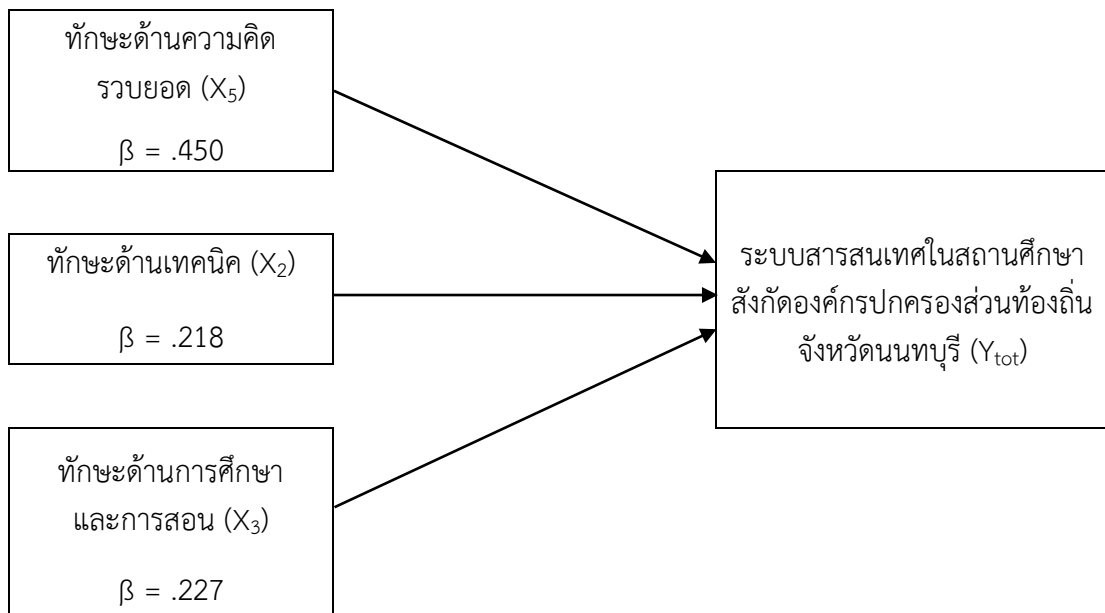 ทักษะด้านความคิด
รวบยอด (X₅)
β = .450
ทักษะด้านเทคนิค (X₂)
β = .218
ทักษะด้านการศึกษา
และการสอน (X₃)
β = .227
ระบบสารสนเทศในสถานศึกษา
สังกัดองค์กรปกครองส่วนท้องถิ่น
จังหวัดนนทบุรี (Yₜₒₜ)